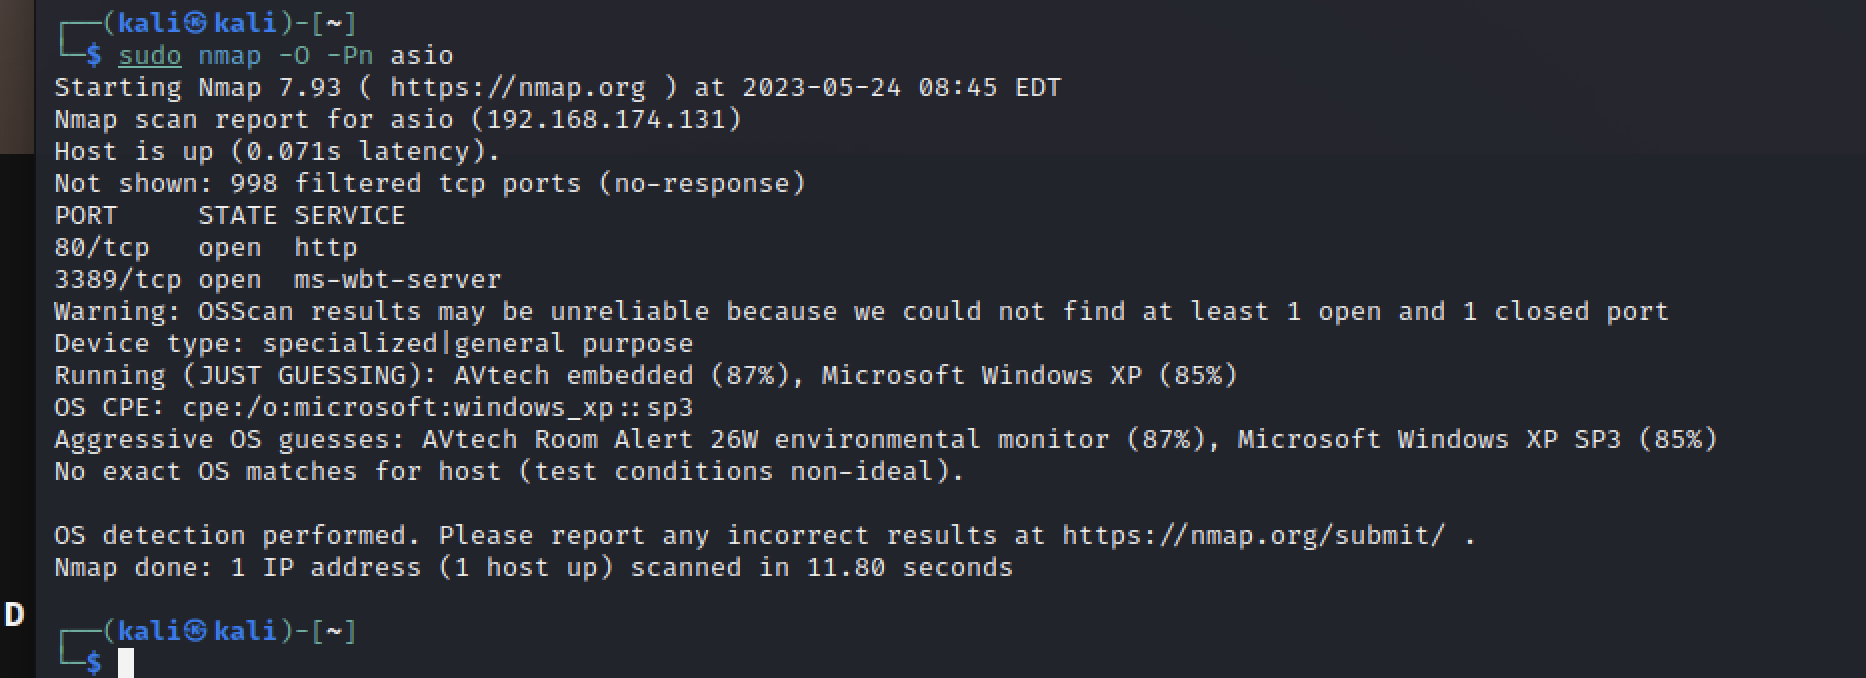 ┌──(kali㉿kali)-[~]
└─$ sudo nmap -O -Pn asio
Starting Nmap 7.93 ( https://nmap.org ) at 2023-05-24 08:45 EDT
Nmap scan report for asio (192.168.174.131)
Host is up (0.071s latency).
Not shown: 998 filtered tcp ports (no-response)
PORT     STATE SERVICE
80/tcp   open  http
3389/tcp open  ms-wbt-server
Warning: OSScan results may be unreliable because we could not find at least 1 open and 1 closed port
Device type: specialized|general purpose
Running (JUST GUESSING): AVtech embedded (87%), Microsoft Windows XP (85%)
OS CPE: cpe:/o:microsoft:windows_xp::sp3
Aggressive OS guesses: AVtech Room Alert 26W environmental monitor (87%), Microsoft Windows XP SP3 (85%)
No exact OS matches for host (test conditions non-ideal).
OS detection performed. Please report any incorrect results at https://nmap.org/submit/ .
Nmap done: 1 IP address (1 host up) scanned in 11.80 seconds
D
┌──(kali㉿kali)-[~]
└─$